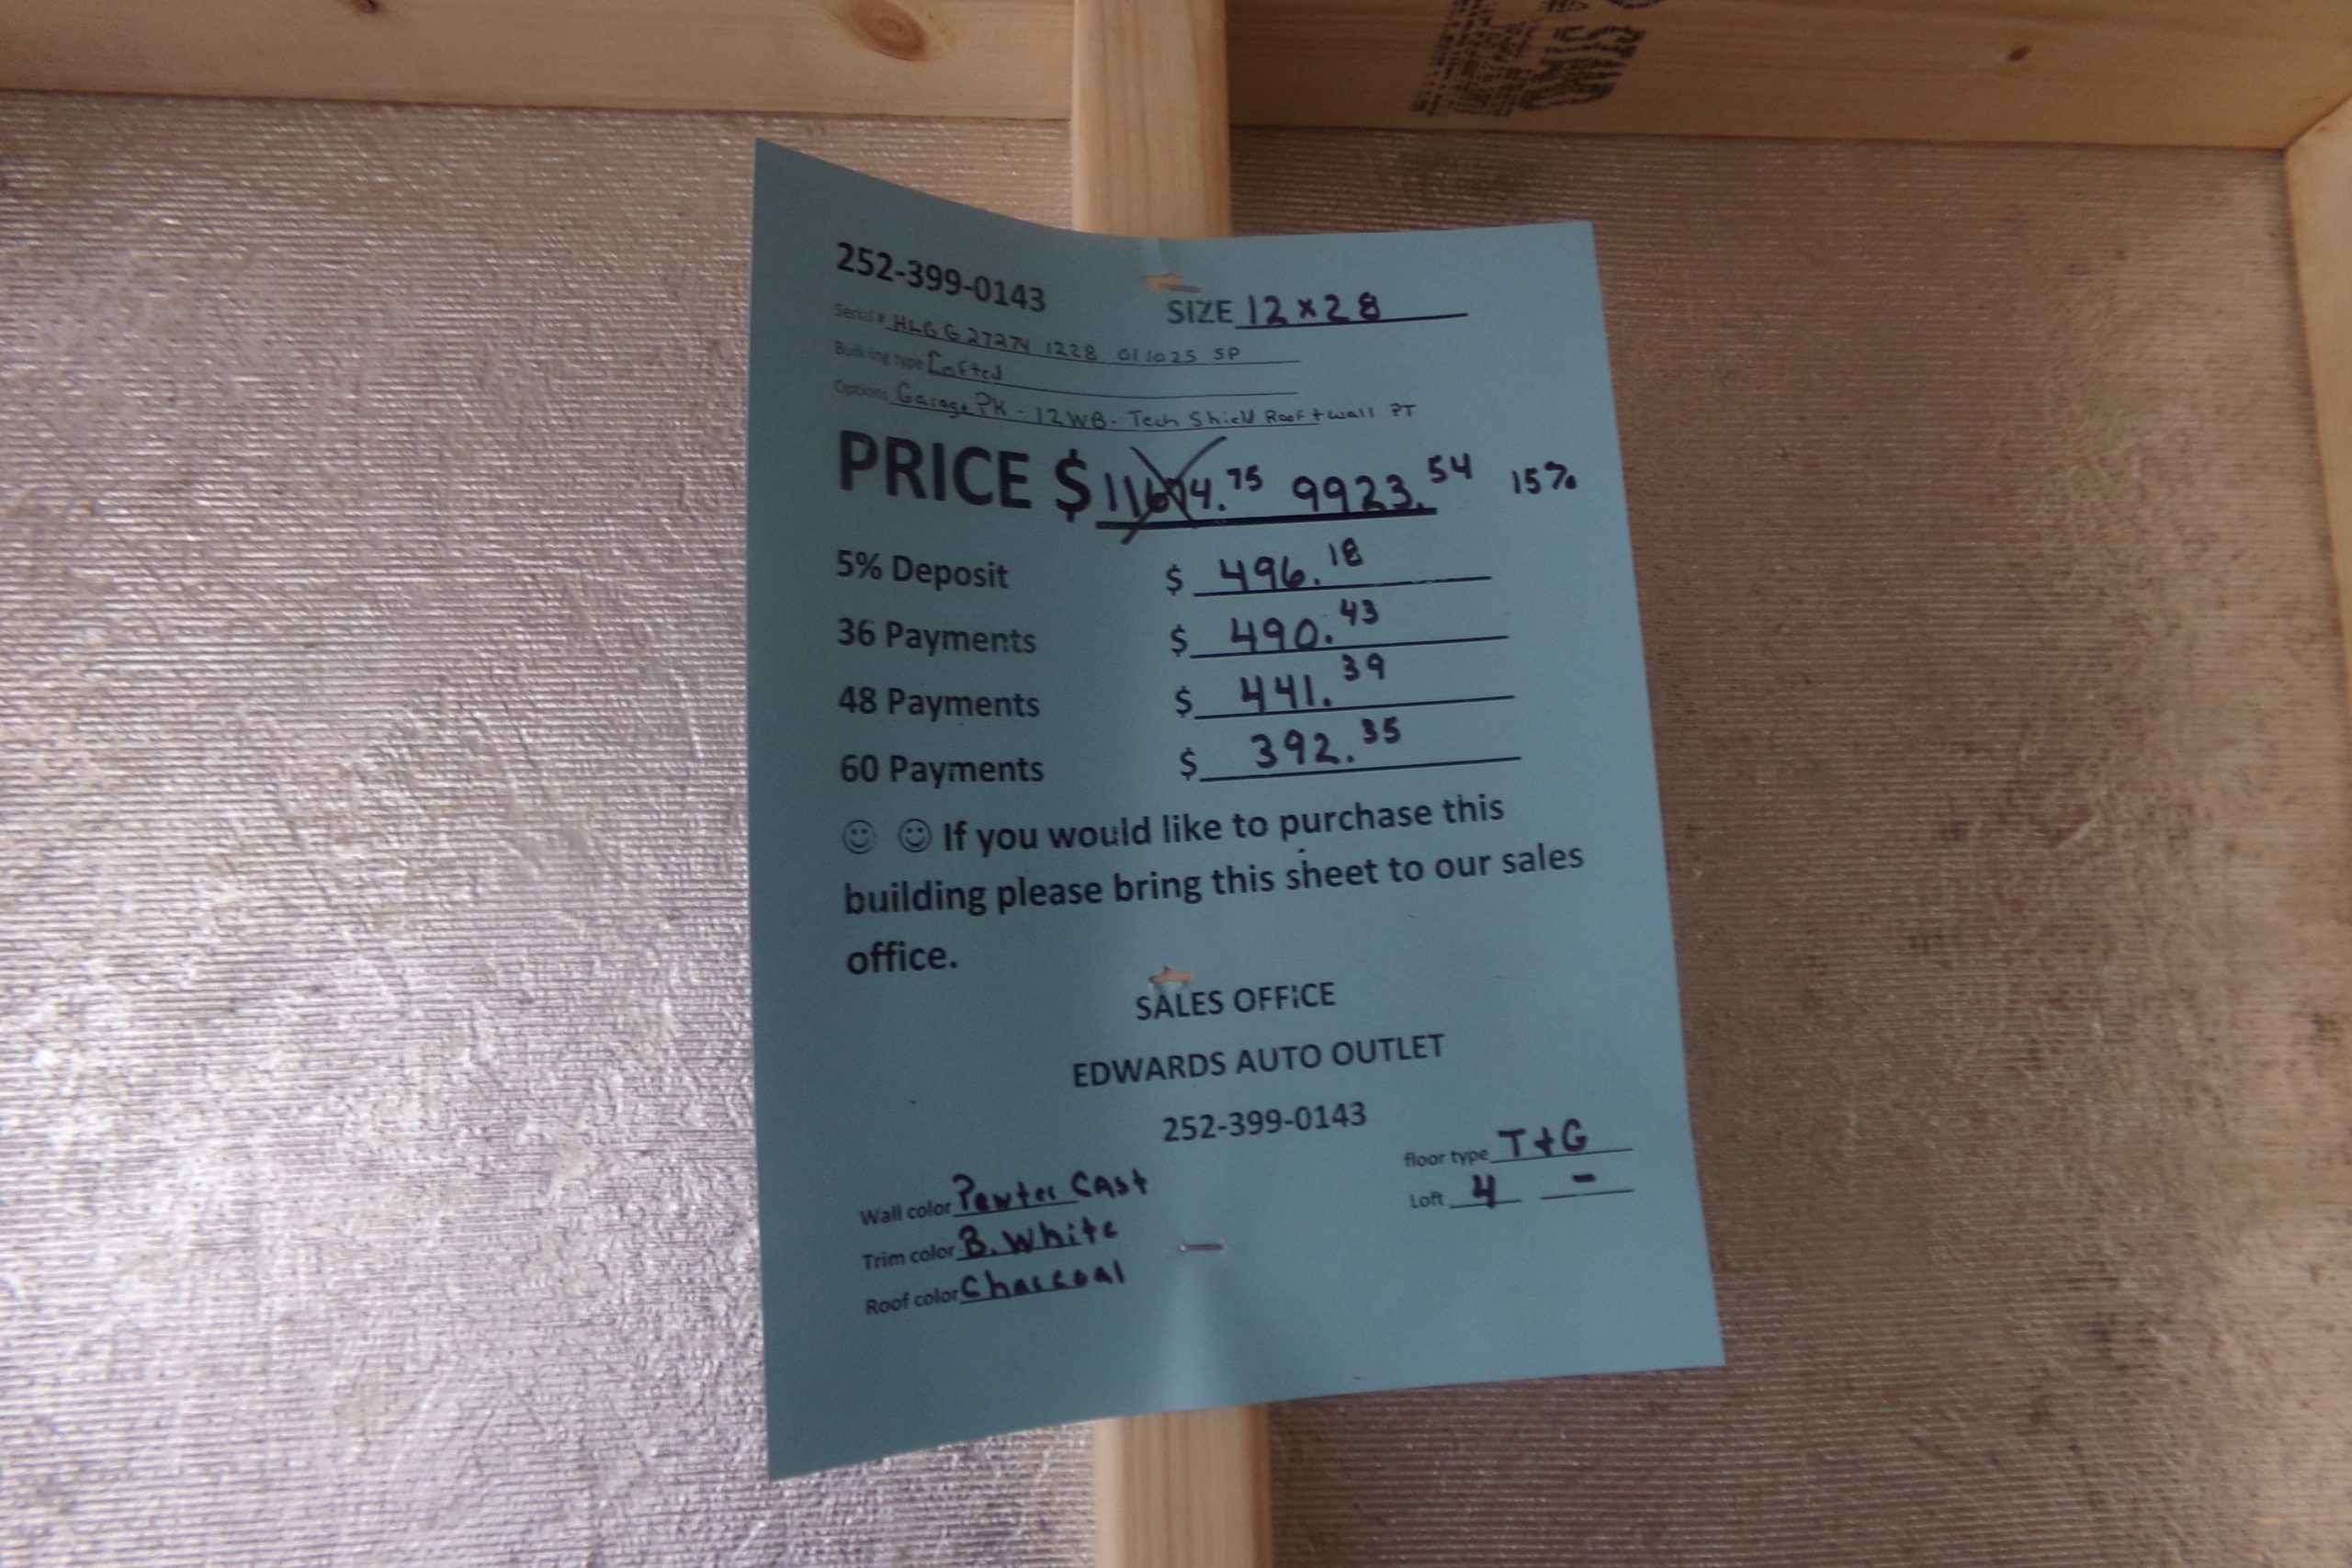 252-399-0143
SIZE 12x28
Serial # HLGG27274 1228 011025 SP
Building type Lofted
Options Garage PK - 12WB - Tech Shield Roof + wall PT
PRICE $ 11674.75 9923.54 15%
5% Deposit $ 496.18
36 Payments $ 490.43
48 Payments $ 441.39
60 Payments $ 392.35
☺ ☺ If you would like to purchase this
building please bring this sheet to our sales
office.
SALES OFFICE
EDWARDS AUTO OUTLET
252-399-0143
floor type T+G
Loft 4 -
Wall color Pewter Cast
Trim color B. White
Roof color Charcoal